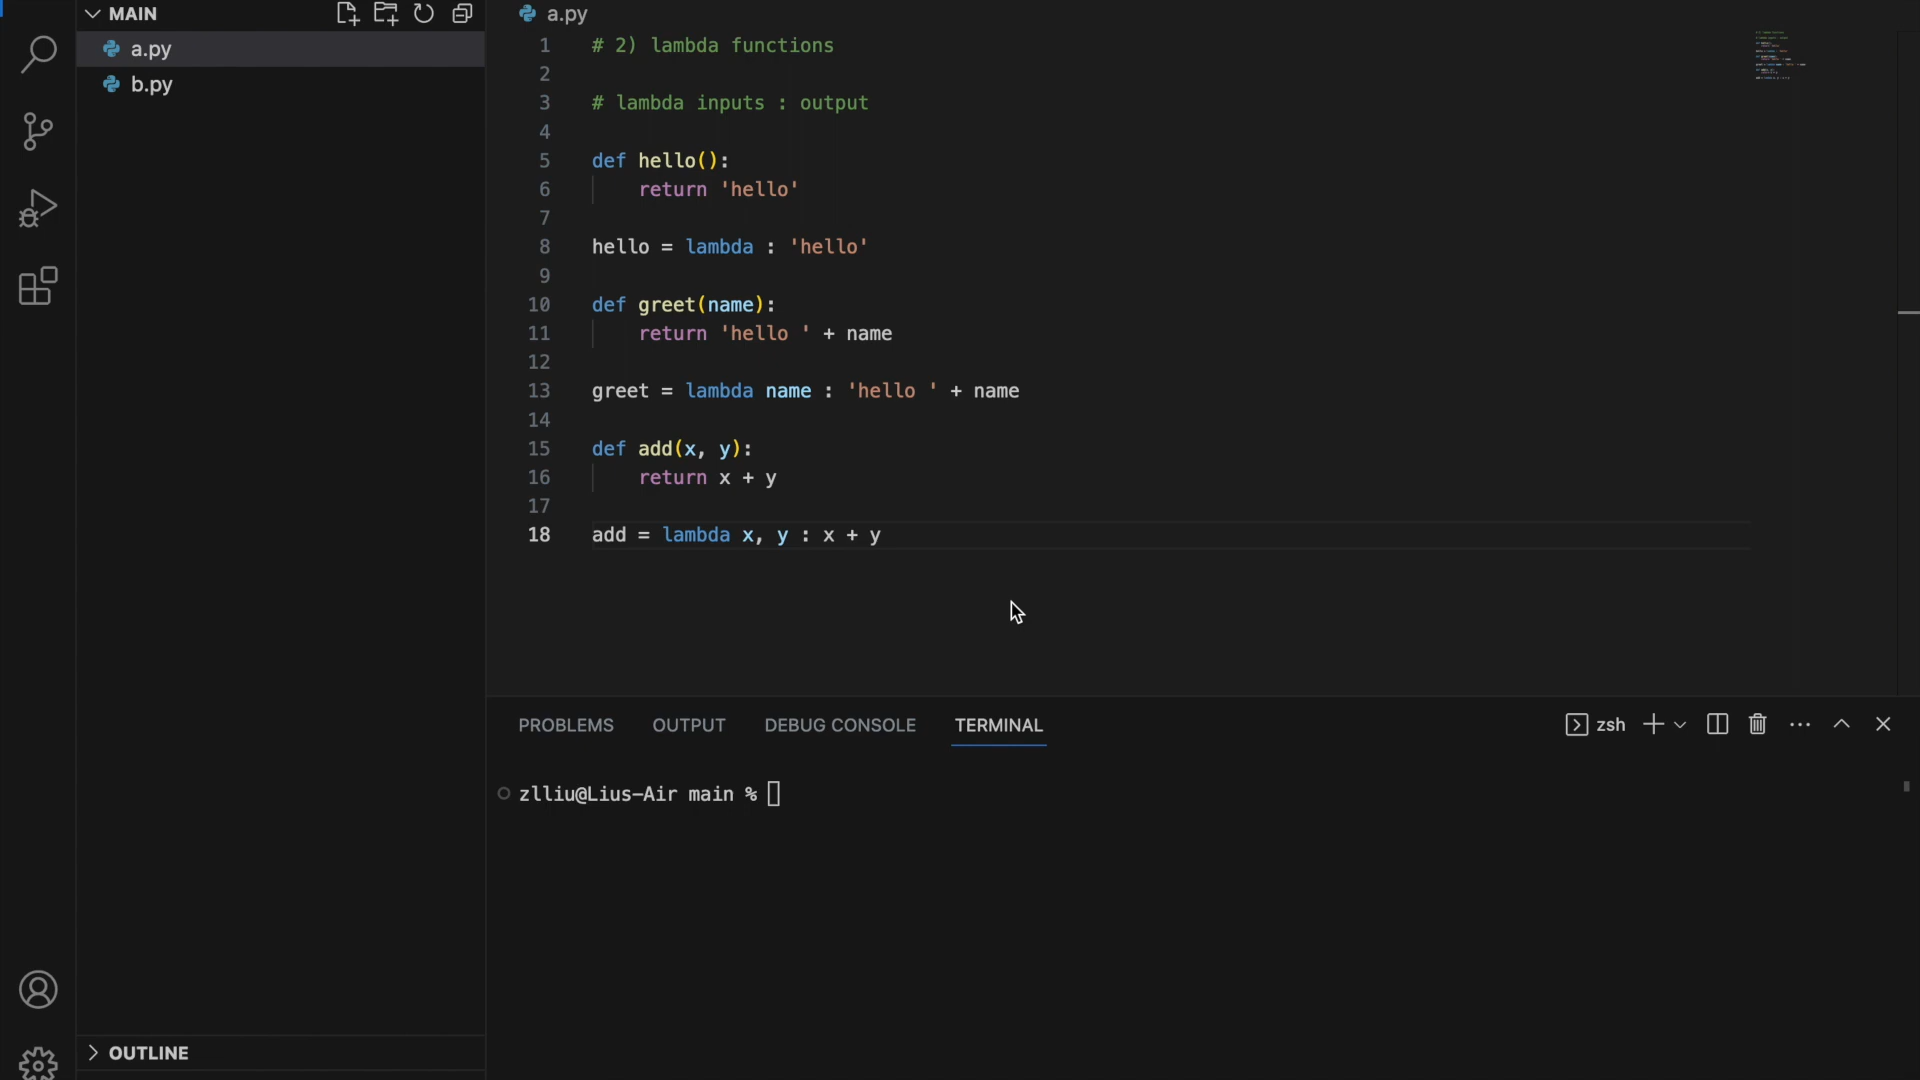 MAIN
a.py
b.py
OUTLINE
a.py
1 # 2) lambda functions
2
3 # lambda inputs : output
4
5 def hello():
6     return 'hello'
7
8 hello = lambda : 'hello'
9
10 def greet(name):
11     return 'hello ' + name
12
13 greet = lambda name : 'hello ' + name
14
15 def add(x, y):
16     return x + y
17
18 add = lambda x, y : x + y
PROBLEMS OUTPUT DEBUG CONSOLE TERMINAL zsh
zlliu@Lius-Air main %